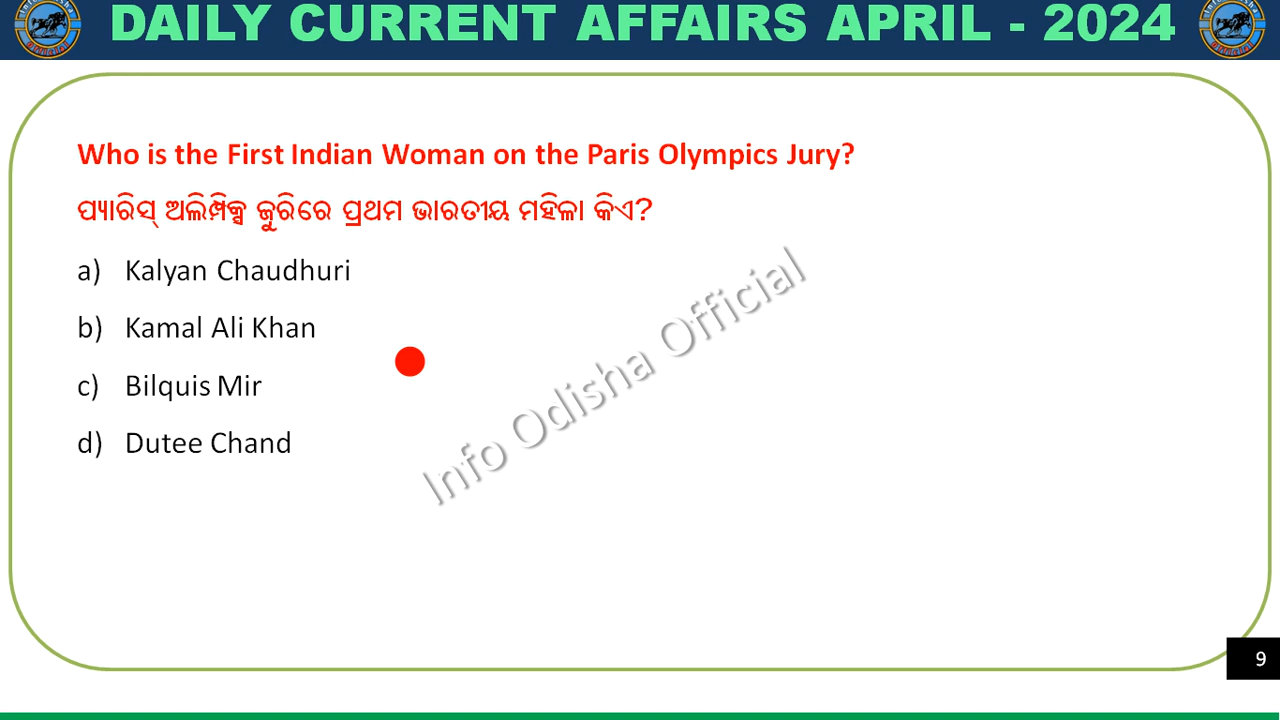 DAILY CURRENT AFFAIRS APRIL - 2024
Who is the First Indian Woman on the Paris Olympics Jury?
ପ୍ୟାରିସ୍ ଅଲିମ୍ପିକ୍ସ ଜୁରିରେ ପ୍ରଥମ ଭାରତୀୟ ମହିଳା କିଏ?
a) Kalyan Chaudhuri
b) Kamal Ali Khan
c) Bilquis Mir
d) Dutee Chand
Info Odisha Official
9